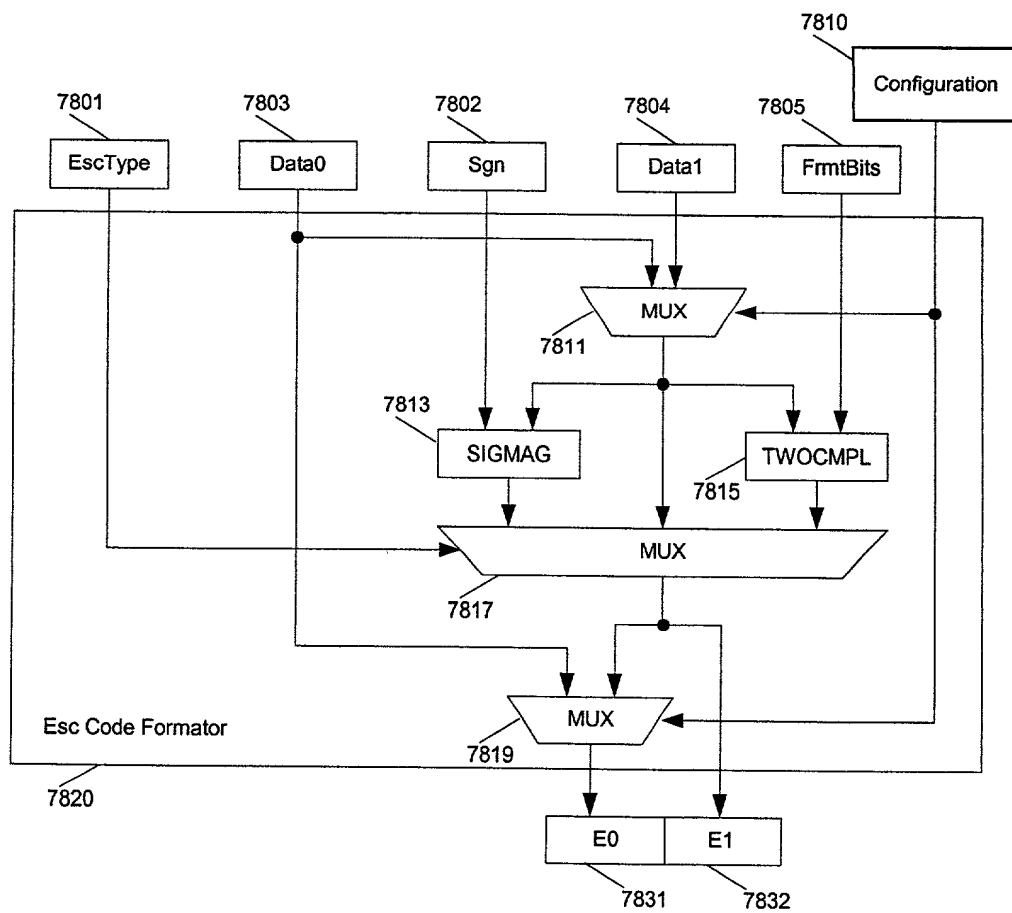 7810
Configuration
7801
7803
7802
7804
7805
EscType
Data0
Sgn
Data1
FrmtBits
MUX
7811
7813
SIGMAG
TWOCMPL
7815
MUX
7817
MUX
Esc Code Formator
7819
7820
E0
E1
7831
7832